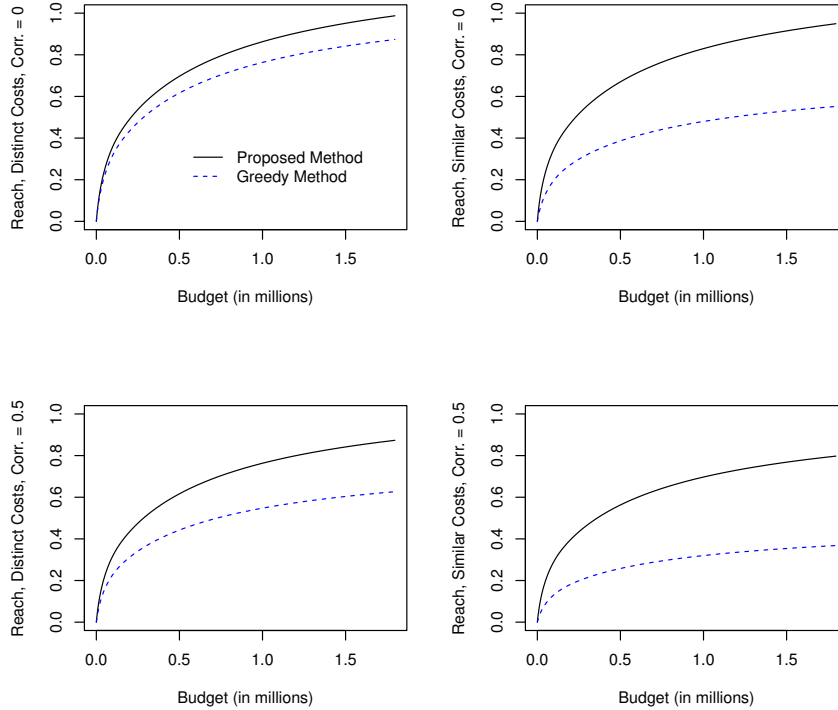 Reach, Distinct Costs, Corr. = 0
0.0 0.2 0.4 0.6 0.8 1.0
Proposed Method
Greedy Method
0.0 0.5 1.0 1.5
Budget (in millions)
Reach, Similar Costs, Corr. = 0
0.0 0.2 0.4 0.6 0.8 1.0
0.0 0.5 1.0 1.5
Budget (in millions)
Reach, Distinct Costs, Corr. = 0.5
0.0 0.2 0.4 0.6 0.8 1.0
0.0 0.5 1.0 1.5
Budget (in millions)
Reach, Similar Costs, Corr. = 0.5
0.0 0.2 0.4 0.6 0.8 1.0
0.0 0.5 1.0 1.5
Budget (in millions)